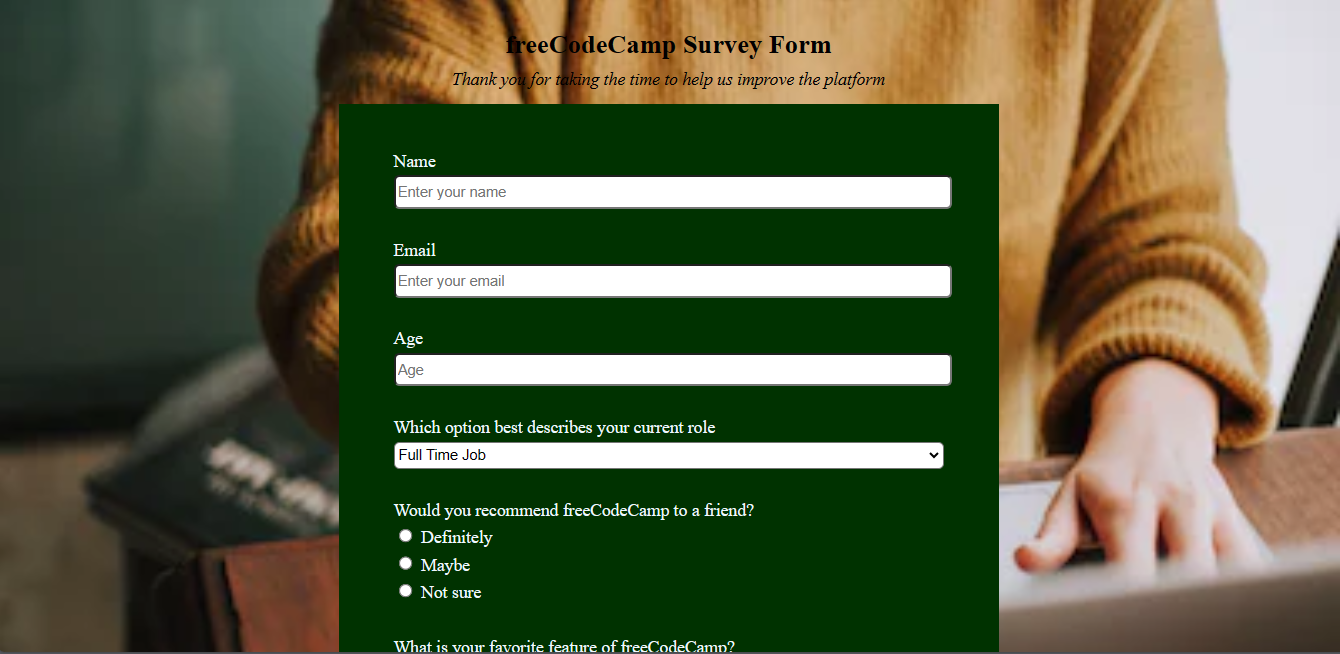 freeCodeCamp Survey Form
Thank you for taking the time to help us improve the platform
Name
Enter your name
Email
Enter your email
Age
Age
Which option best describes your current role
Full Time Job
Would you recommend freeCodeCamp to a friend?
Definitely
Maybe
Not sure
What is your favorite feature of freeCodeCamp?